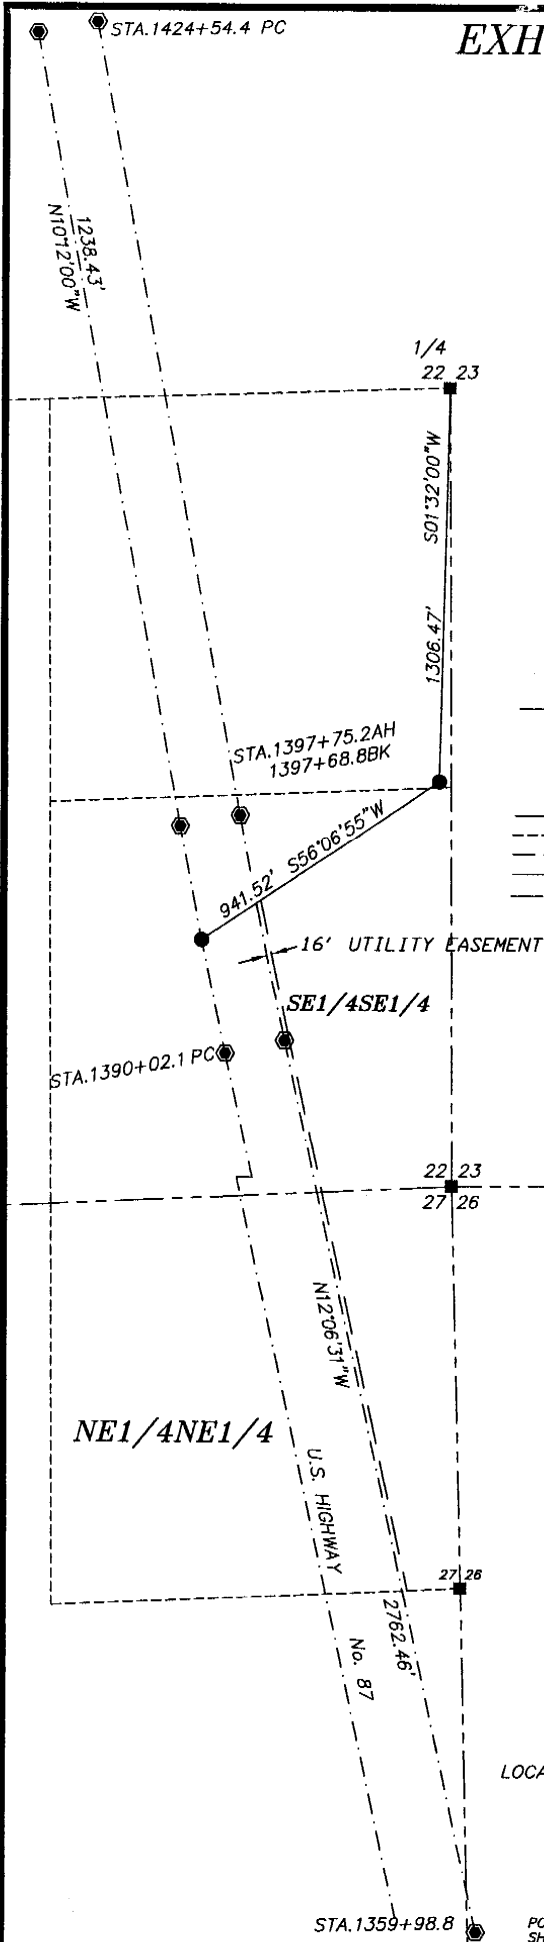 STA.1424+54.4 PC
EXH
1238.43'
N10°12'00"W
1/4
22 23
S01°32'00"W
1306.47'
STA.1397+75.2AH
1397+68.8BK
941.52' S56°06'55"W
16' UTILITY EASEMENT
SE1/4SE1/4
STA.1390+02.1 PC
22 23
27 26
N12°06'31"W
NE1/4NE1/4
U.S. HIGHWAY
27 26
2762.46'
No. 87
LOCA
STA.1359+98.8
PO
SH